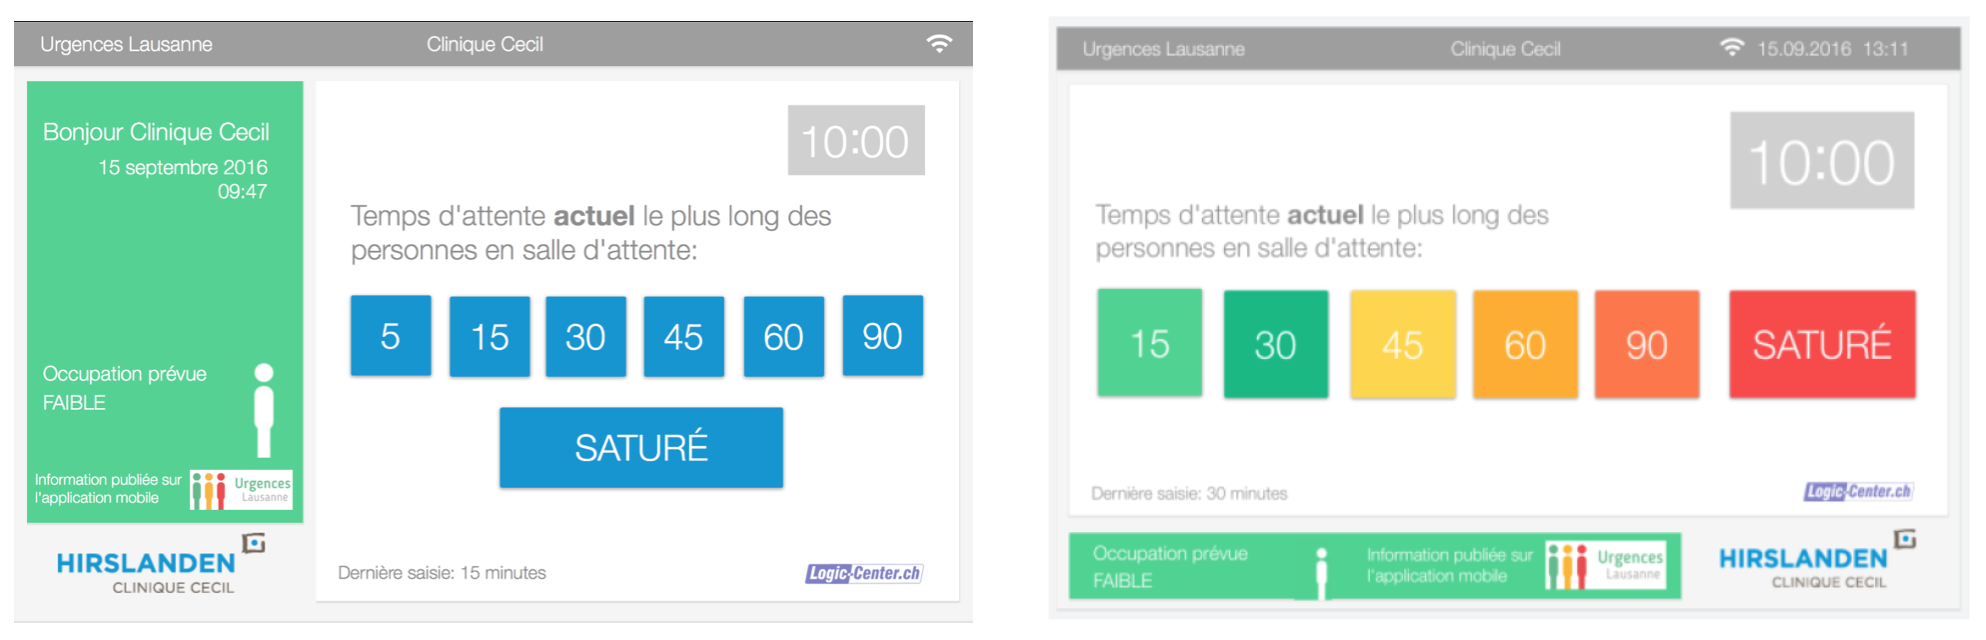 Urgences Lausanne
Clinique Cecil
Bonjour Clinique Cecil
15 septembre 2016
09:47
Occupation prévue
FAIBLE
Information publiée sur
l'application mobile
Urgences
Lausanne
HIRSLANDEN
CLINIQUE CECIL
10:00
Temps d'attente actuel le plus long des
personnes en salle d'attente:
5 15 30 45 60 90
SATURÉ
Dernière saisie: 15 minutes
Logic-Center.ch
Urgences Lausanne
Clinique Cecil
15.09.2016 13:11
10:00
Temps d'attente actuel le plus long des
personnes en salle d'attente:
15 30 45 60 90 SATURÉ
Dernière saisie: 30 minutes
Logic-Center.ch
Occupation prévue
FAIBLE
Information publiée sur
l'application mobile
Urgences
Lausanne
HIRSLANDEN
CLINIQUE CECIL